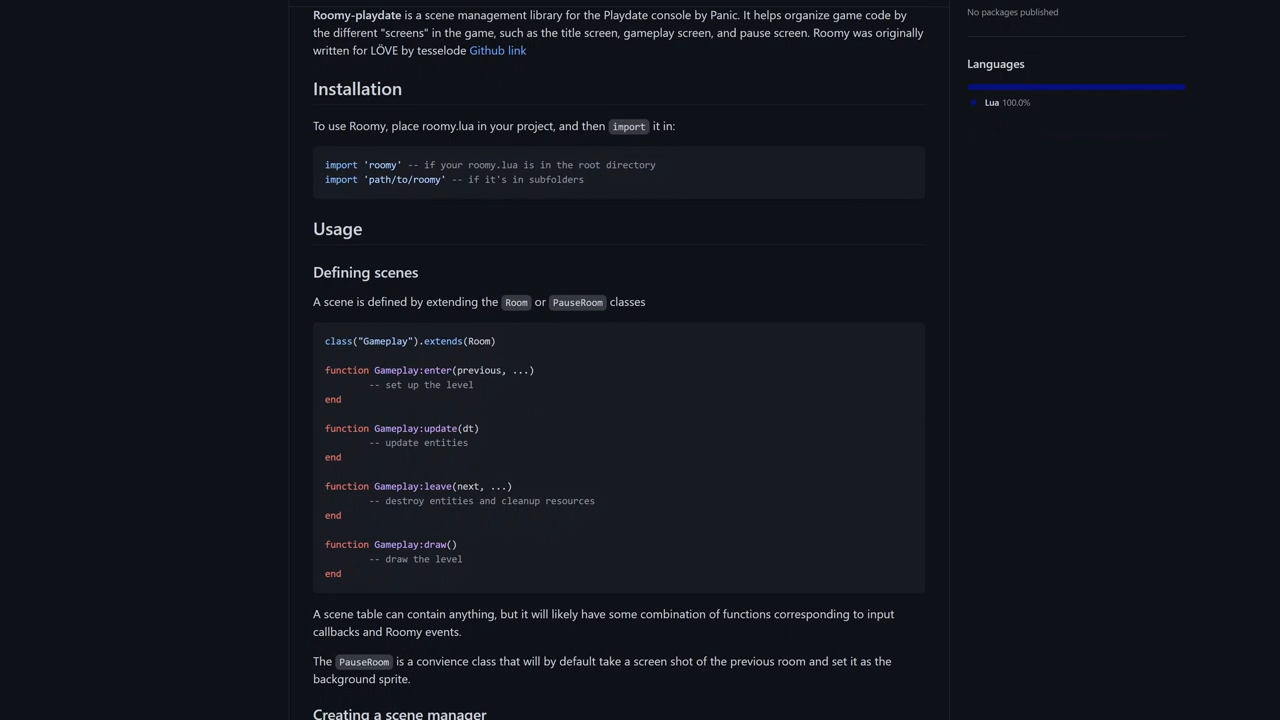 Roomy-playdate is a scene management library for the Playdate console by Panic. It helps organize game code by
the different "screens" in the game, such as the title screen, gameplay screen, and pause screen. Roomy was originally
written for LÖVE by tesselode Github link
Installation
To use Roomy, place roomy.lua in your project, and then import it in:
import 'roomy' -- if your roomy.lua is in the root directory
import 'path/to/roomy' -- if it's in subfolders
Usage
Defining scenes
A scene is defined by extending the Room or PauseRoom classes
class("Gameplay").extends(Room)
function Gameplay:enter(previous, ...)
-- set up the level
end
function Gameplay:update(dt)
-- update entities
end
function Gameplay:leave(next, ...)
-- destroy entities and cleanup resources
end
function Gameplay:draw()
-- draw the level
end
A scene table can contain anything, but it will likely have some combination of functions corresponding to input
callbacks and Roomy events.
The PauseRoom is a convience class that will by default take a screen shot of the previous room and set it as the
background sprite.
Creating a scene manager
No packages published
Languages
Lua 100.0%